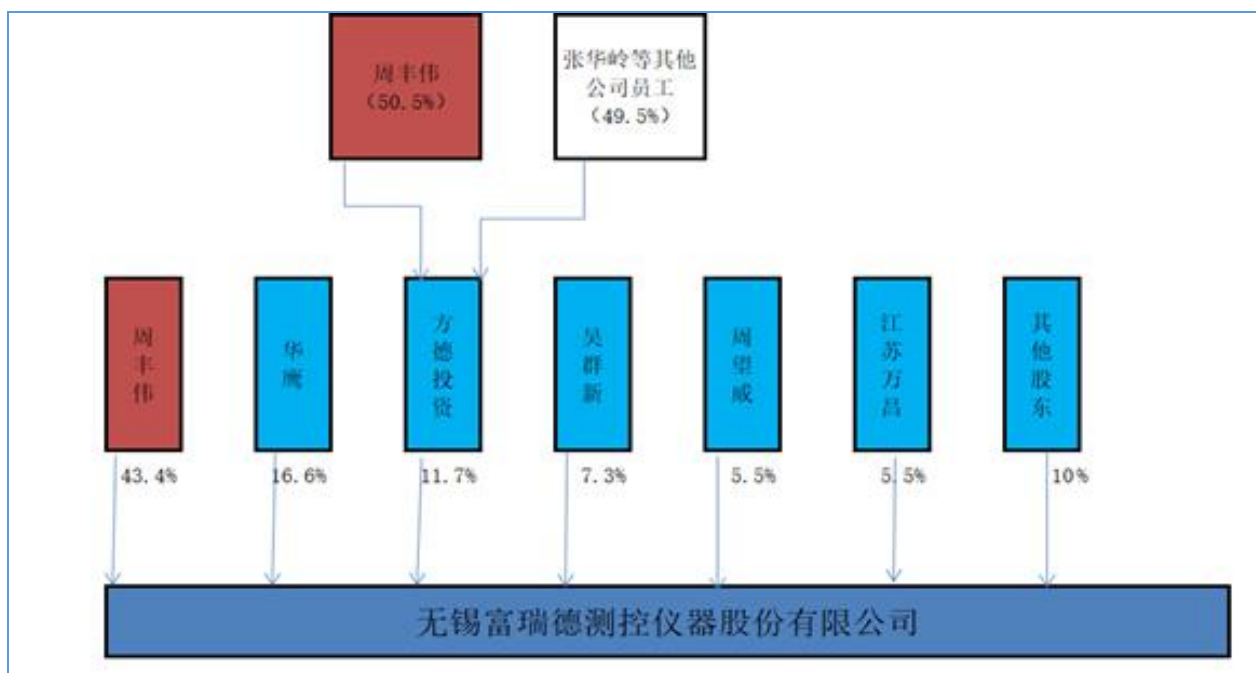 周丰伟
（50.5%）
张华岭等其他
公司员工
（49.5%）
周丰伟
华鹰
方德投资
吴群新
周望威
江苏万昌
其他股东
43.4%
16.6%
11.7%
7.3%
5.5%
5.5%
10%
无锡富瑞德测控仪器股份有限公司